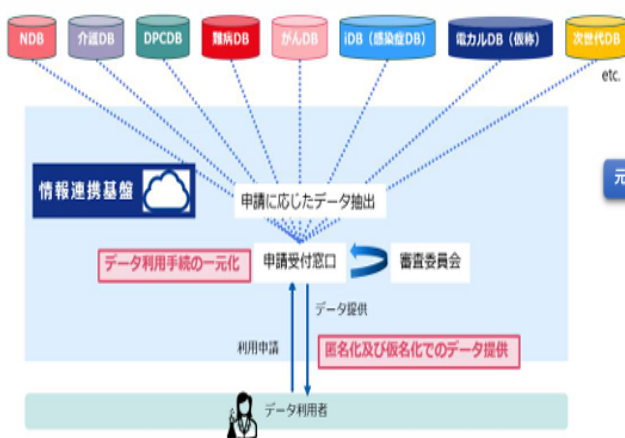 NDB
介護DB
DPCDB
難病DB
がんDB
iDB（感染症DB）
電カルDB（仮称）
次世代DB
etc.
情報連携基盤
元
申請に応じたデータ抽出
データ利用手続の一元化
申請受付窓口
審査委員会
データ提供
利用申請
匿名化及び仮名化でのデータ提供
データ利用者